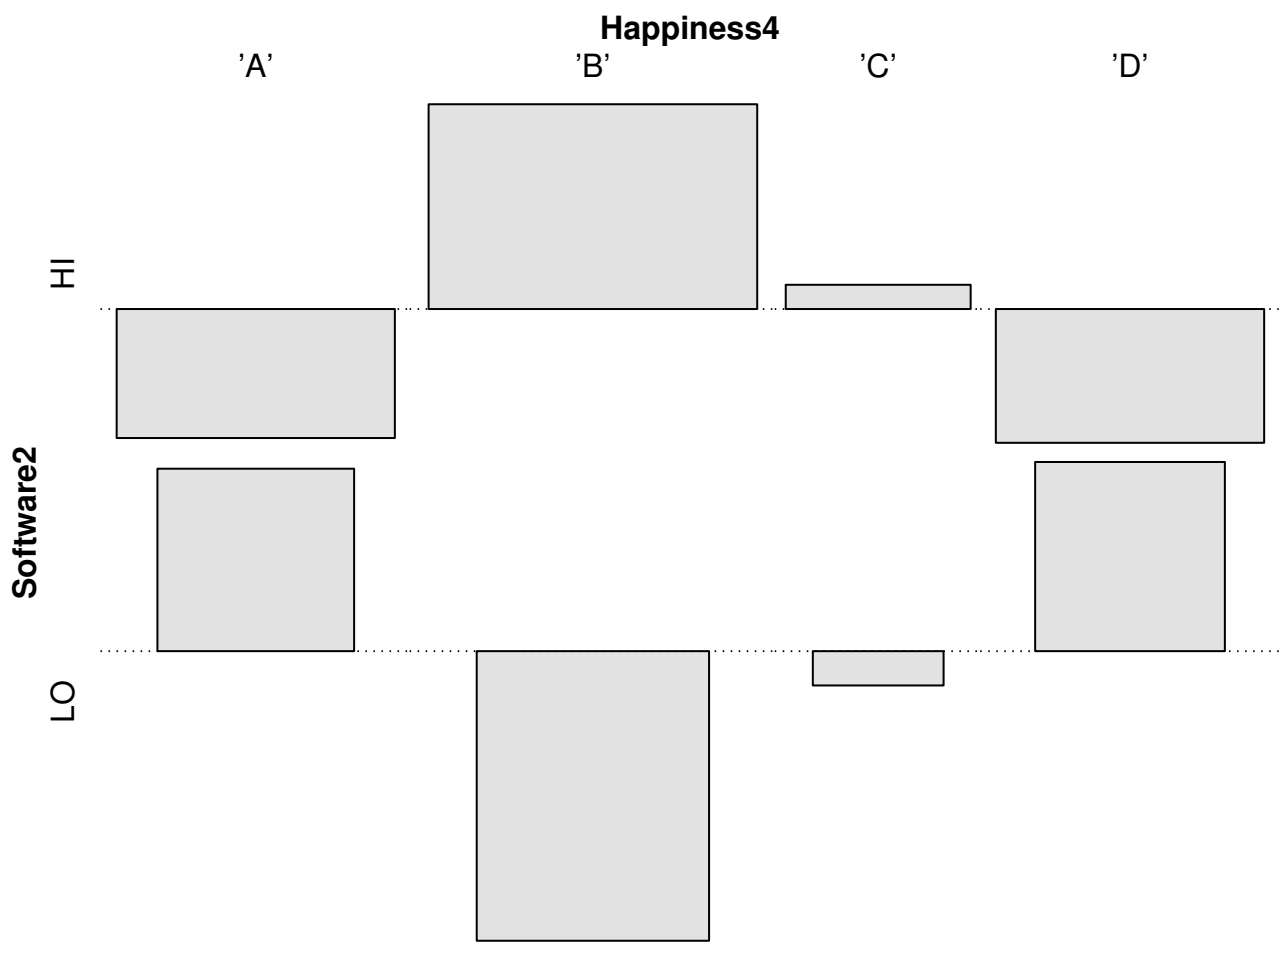 Happiness4
’A’ ’B’ ’C’ ’D’
HI
Software2
LO